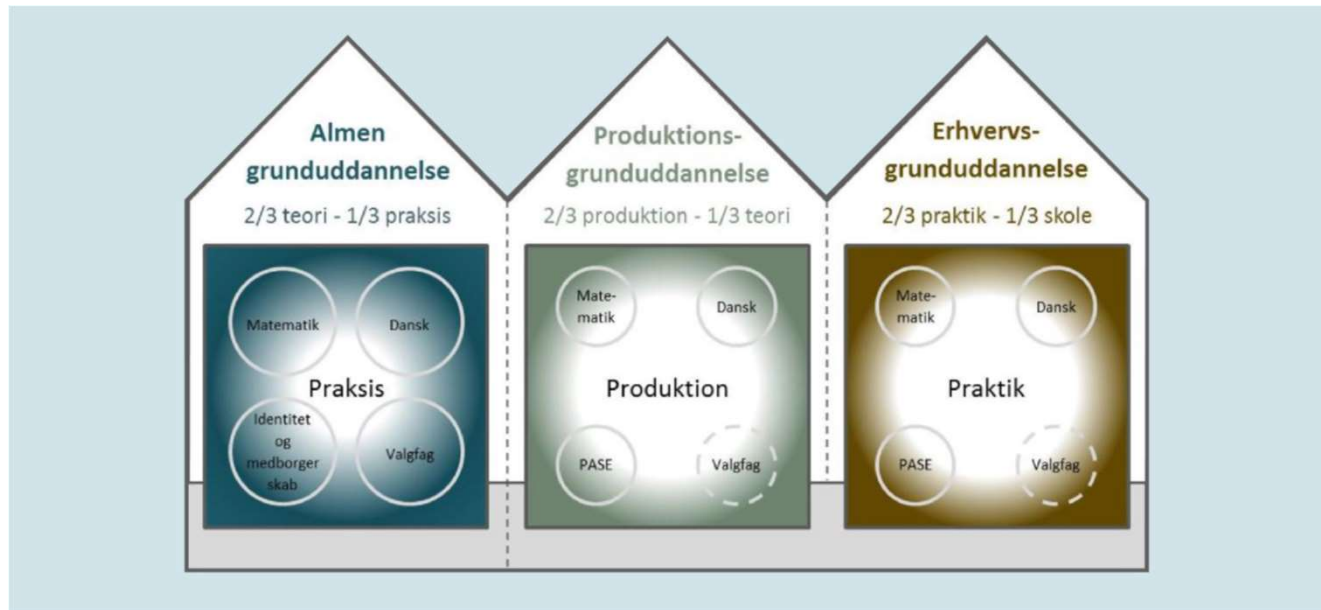 Almen
grunduddannelse
2/3 teori - 1/3 praksis
Matematik
Dansk
Praksis
Identitet
og
medborger
skab
Valgfag
Produktions-
grunduddannelse
2/3 produktion - 1/3 teori
Mate-
matik
Dansk
Produktion
PASE
Valgfag
Erhvervs-
grunduddannelse
2/3 praktik - 1/3 skole
Mate-
matik
Dansk
Praktik
PASE
Valgfag